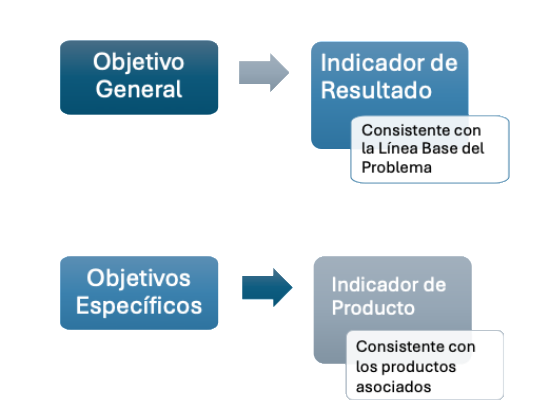 Objetivo
General
Indicador de
Resultado
Consistente con
la Línea Base del
Problema
Objetivos
Específicos
Indicador de
Producto
Consistente con
los productos
asociados